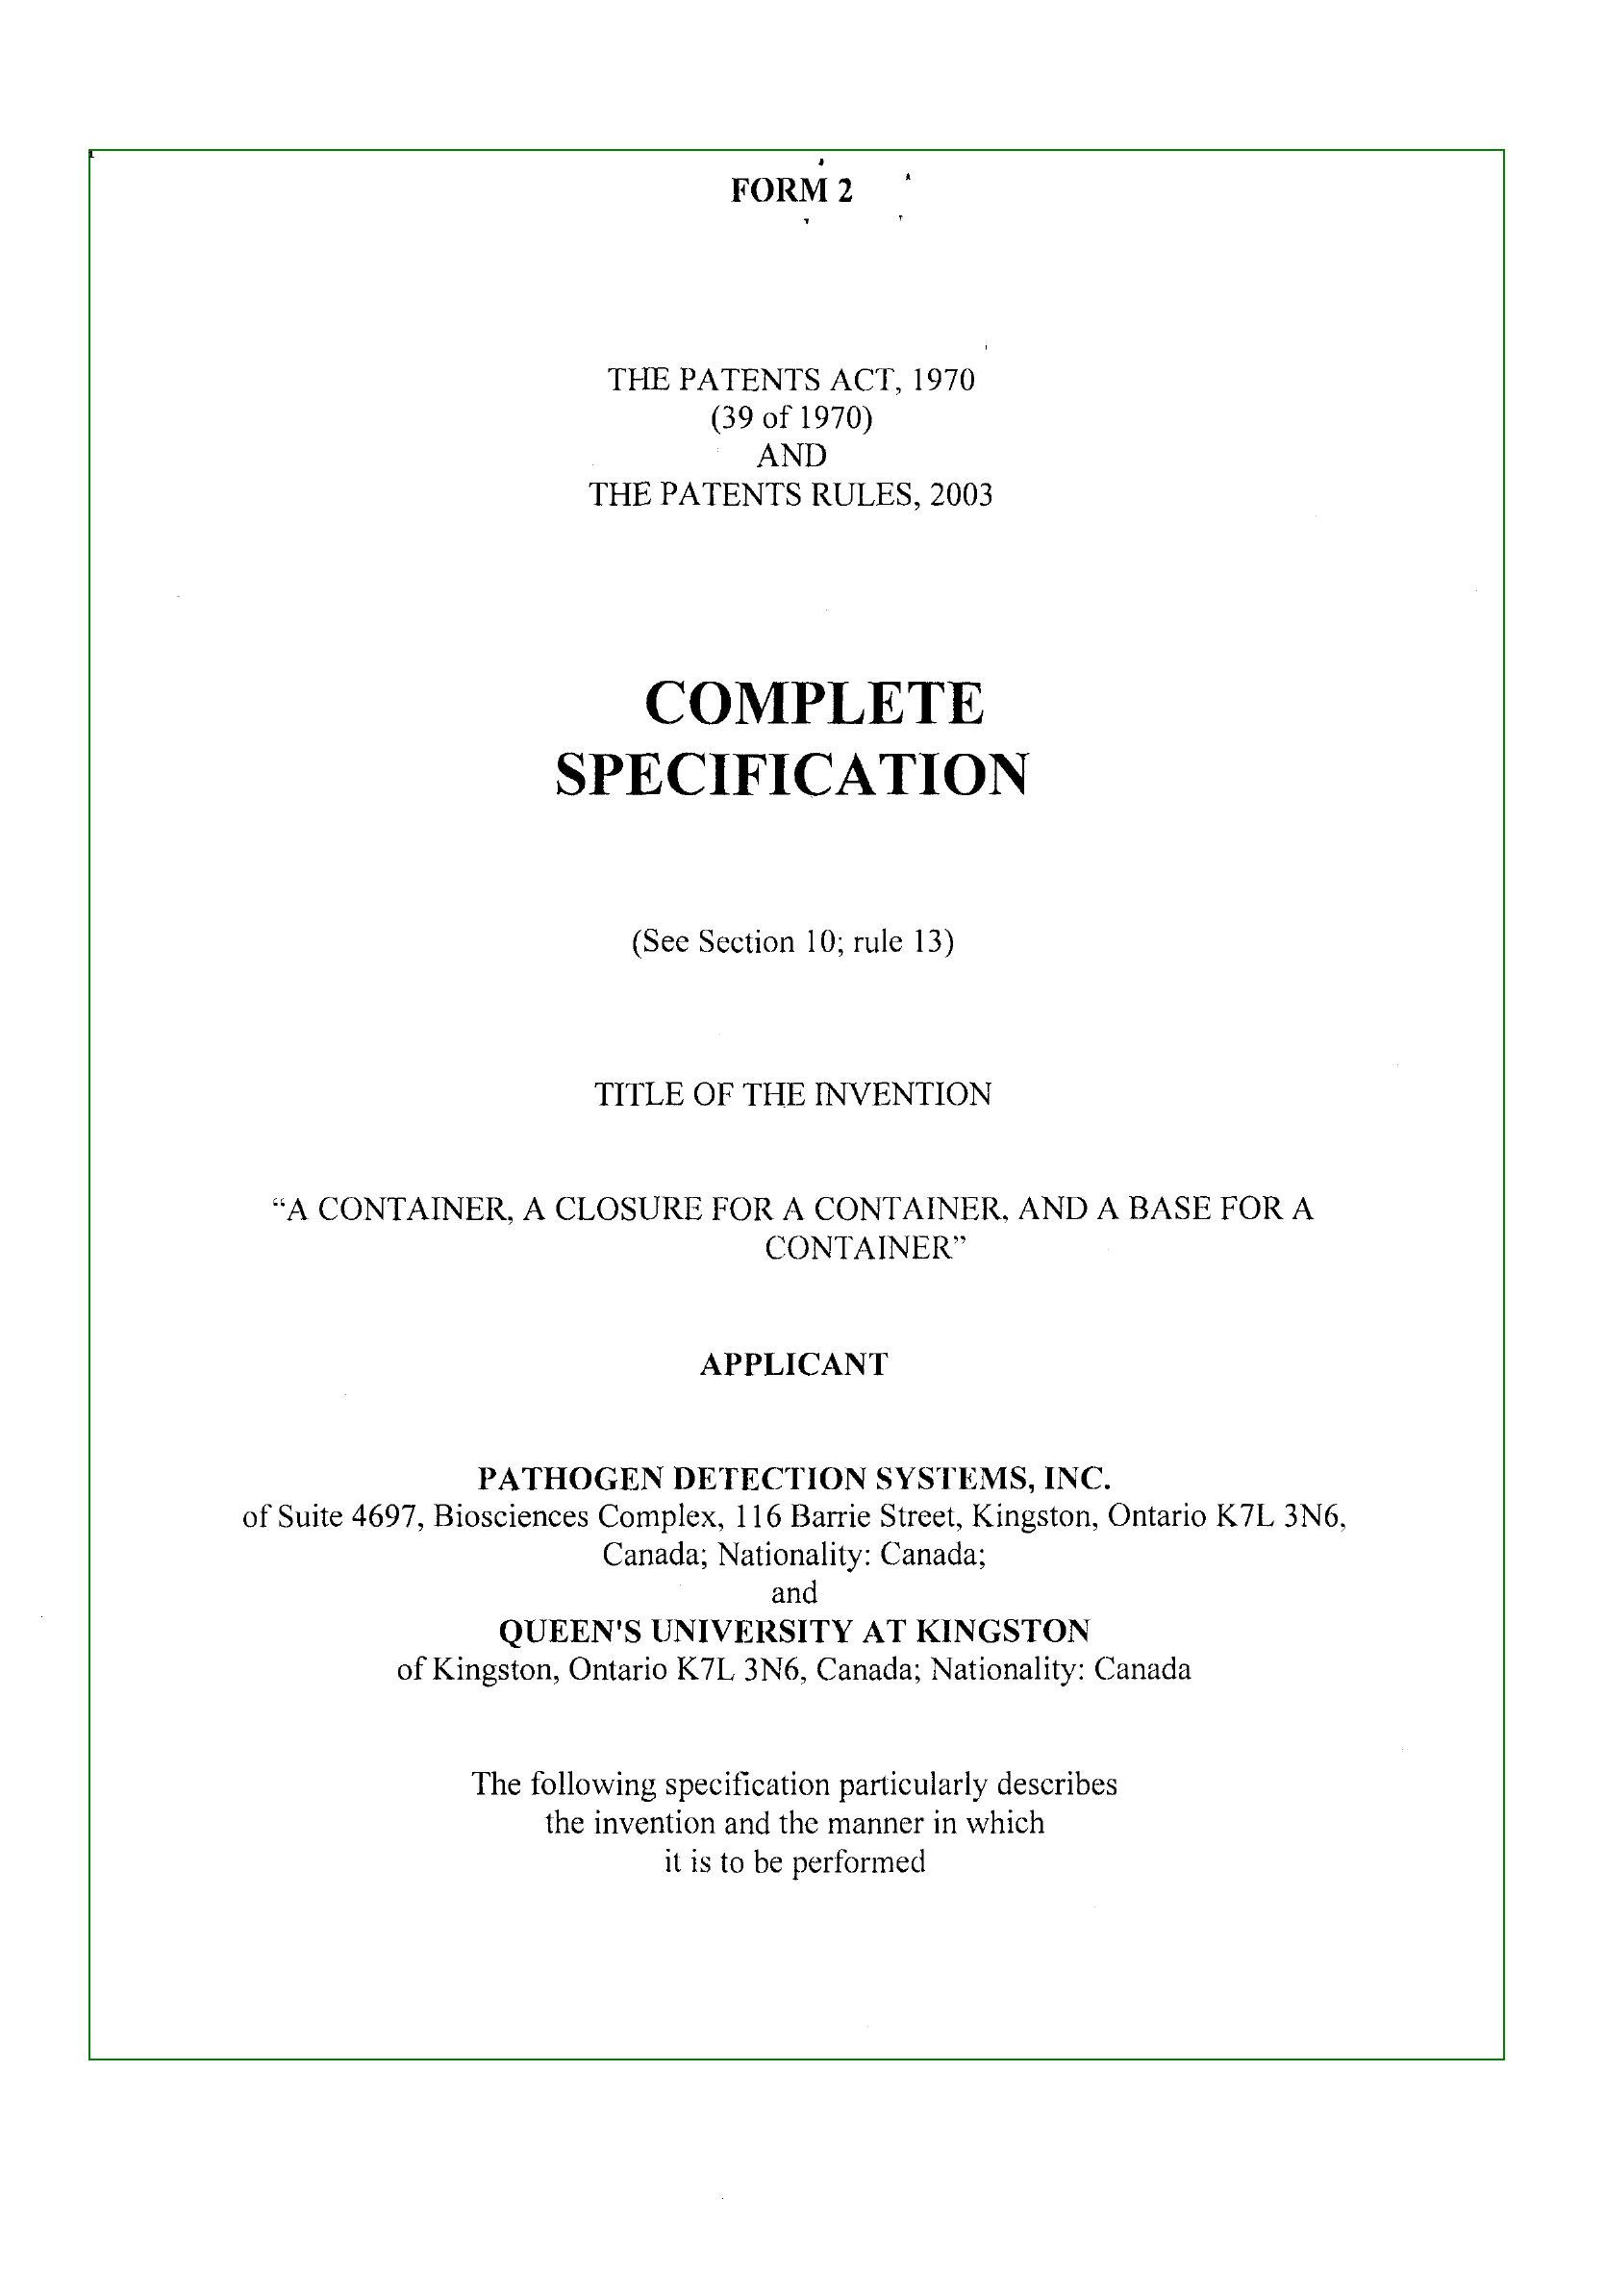 FORM 2
THE PATENTS ACT, 1970
(39 of 1970)
AND
THE PATENTS RULES, 2003
COMPLETE
SPECIFICATION
(See Section 10; rule 13)
TITLE OF THE INVENTION
“A CONTAINER, A CLOSURE FOR A CONTAINER, AND A BASE FOR A
CONTAINER”
APPLICANT
PATHOGEN DETECTION SYSTEMS, INC.
of Suite 4697, Biosciences Complex, 116 Barrie Street, Kingston, Ontario K7L 3N6,
Canada; Nationality: Canada;
and
QUEEN'S UNIVERSITY AT KINGSTON
of Kingston, Ontario K7L 3N6, Canada; Nationality: Canada
The following specification particularly describes
the invention and the manner in which
it is to be performed